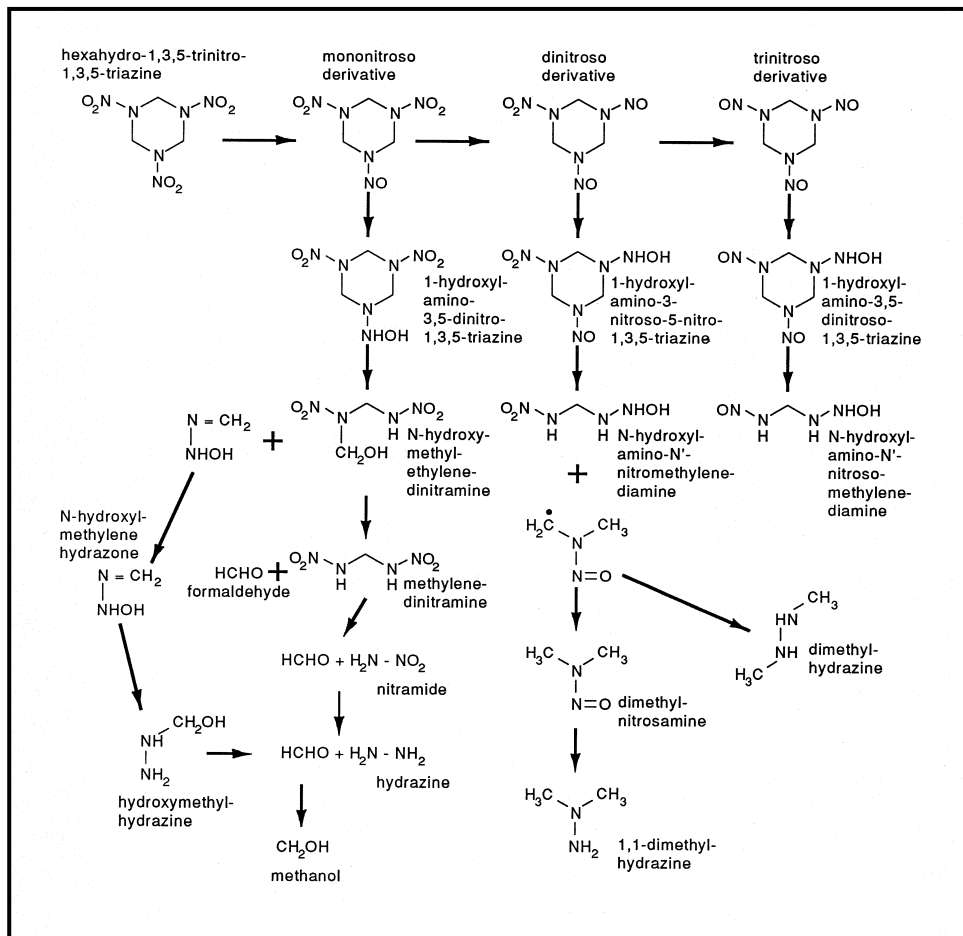 hexahydro-1,3,5-trinitro-
1,3,5-triazine
mononitroso
derivative
dinitroso
derivative
trinitroso
derivative
O₂N N N NO₂
N
NO₂
O₂N N N NO₂
N
NO
O₂N N N NO
N
NO
ON N N NO
N
NO
O₂N N N NO₂
N
NHOH
1-hydroxyl-
amino-
3,5-dinitro-
1,3,5-triazine
O₂N N N NHOH
N
NO
1-hydroxyl-
amino-3-
nitroso-5-nitro-
1,3,5-triazine
ON N N NHOH
N
NO
1-hydroxyl-
amino-3,5-
dinitroso-
1,3,5-triazine
N = CH₂
NHOH
+
O₂N N N NO₂
H
CH₂OH
N-hydroxy-
methyl-
ethylene-
dinitramine
O₂N N N NHOH
H H
N-hydroxyl-
amino-N'-
nitromethylene-
diamine
+
ON N N NHOH
H H
N-hydroxyl-
amino-N'-
nitroso-
methylene-
diamine
N-hydroxyl-
methylene
hydrazone
N = CH₂
NHOH
HCHO +
formaldehyde
O₂N N N NO₂
H H
methylene-
dinitramine
H₂C• CH₃
N
N=O
CH₃
HN
NH
H₃C
dimethyl-
hydrazine
HCHO + H₂N - NO₂
nitramide
H₃C CH₃
N
N=O
dimethyl-
nitrosamine
CH₂OH
NH
NH₂
hydroxymethyl-
hydrazine
HCHO + H₂N - NH₂
hydrazine
H₃C CH₃
N
NH₂
1,1-dimethyl-
hydrazine
CH₂OH
methanol